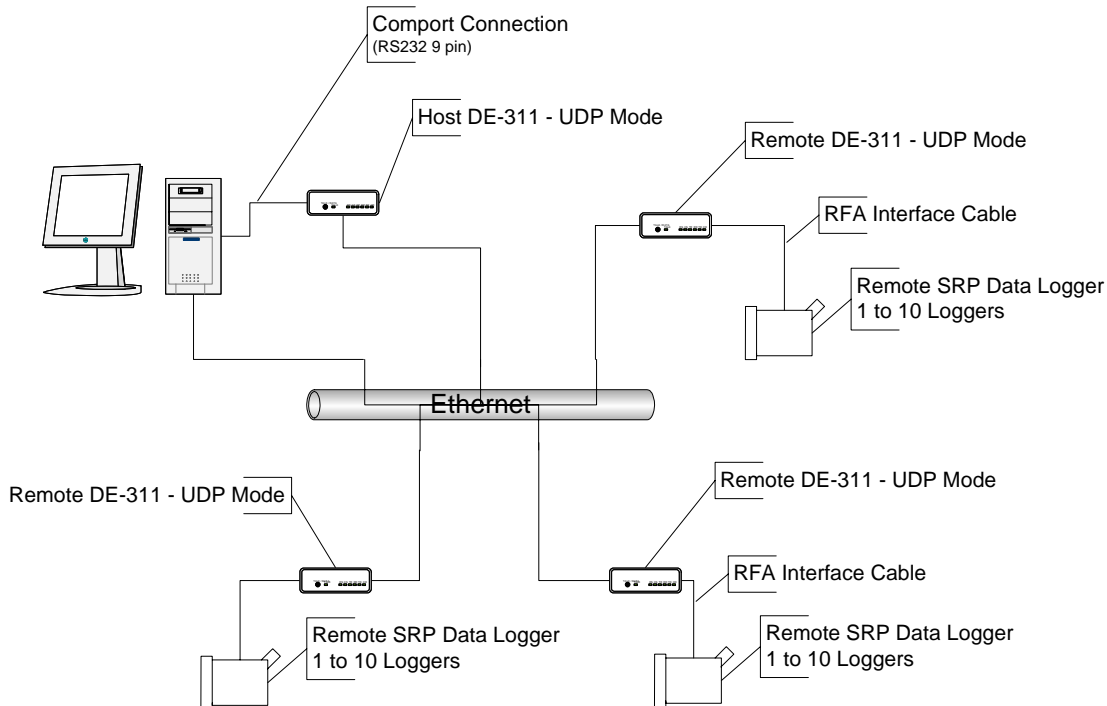 Comport Connection
(RS232 9 pin)
Host DE-311 - UDP Mode
Remote DE-311 - UDP Mode
RFA Interface Cable
Remote SRP Data Logger
1 to 10 Loggers
Ethernet
Remote DE-311 - UDP Mode
Remote DE-311 - UDP Mode
RFA Interface Cable
Remote SRP Data Logger
1 to 10 Loggers
Remote SRP Data Logger
1 to 10 Loggers